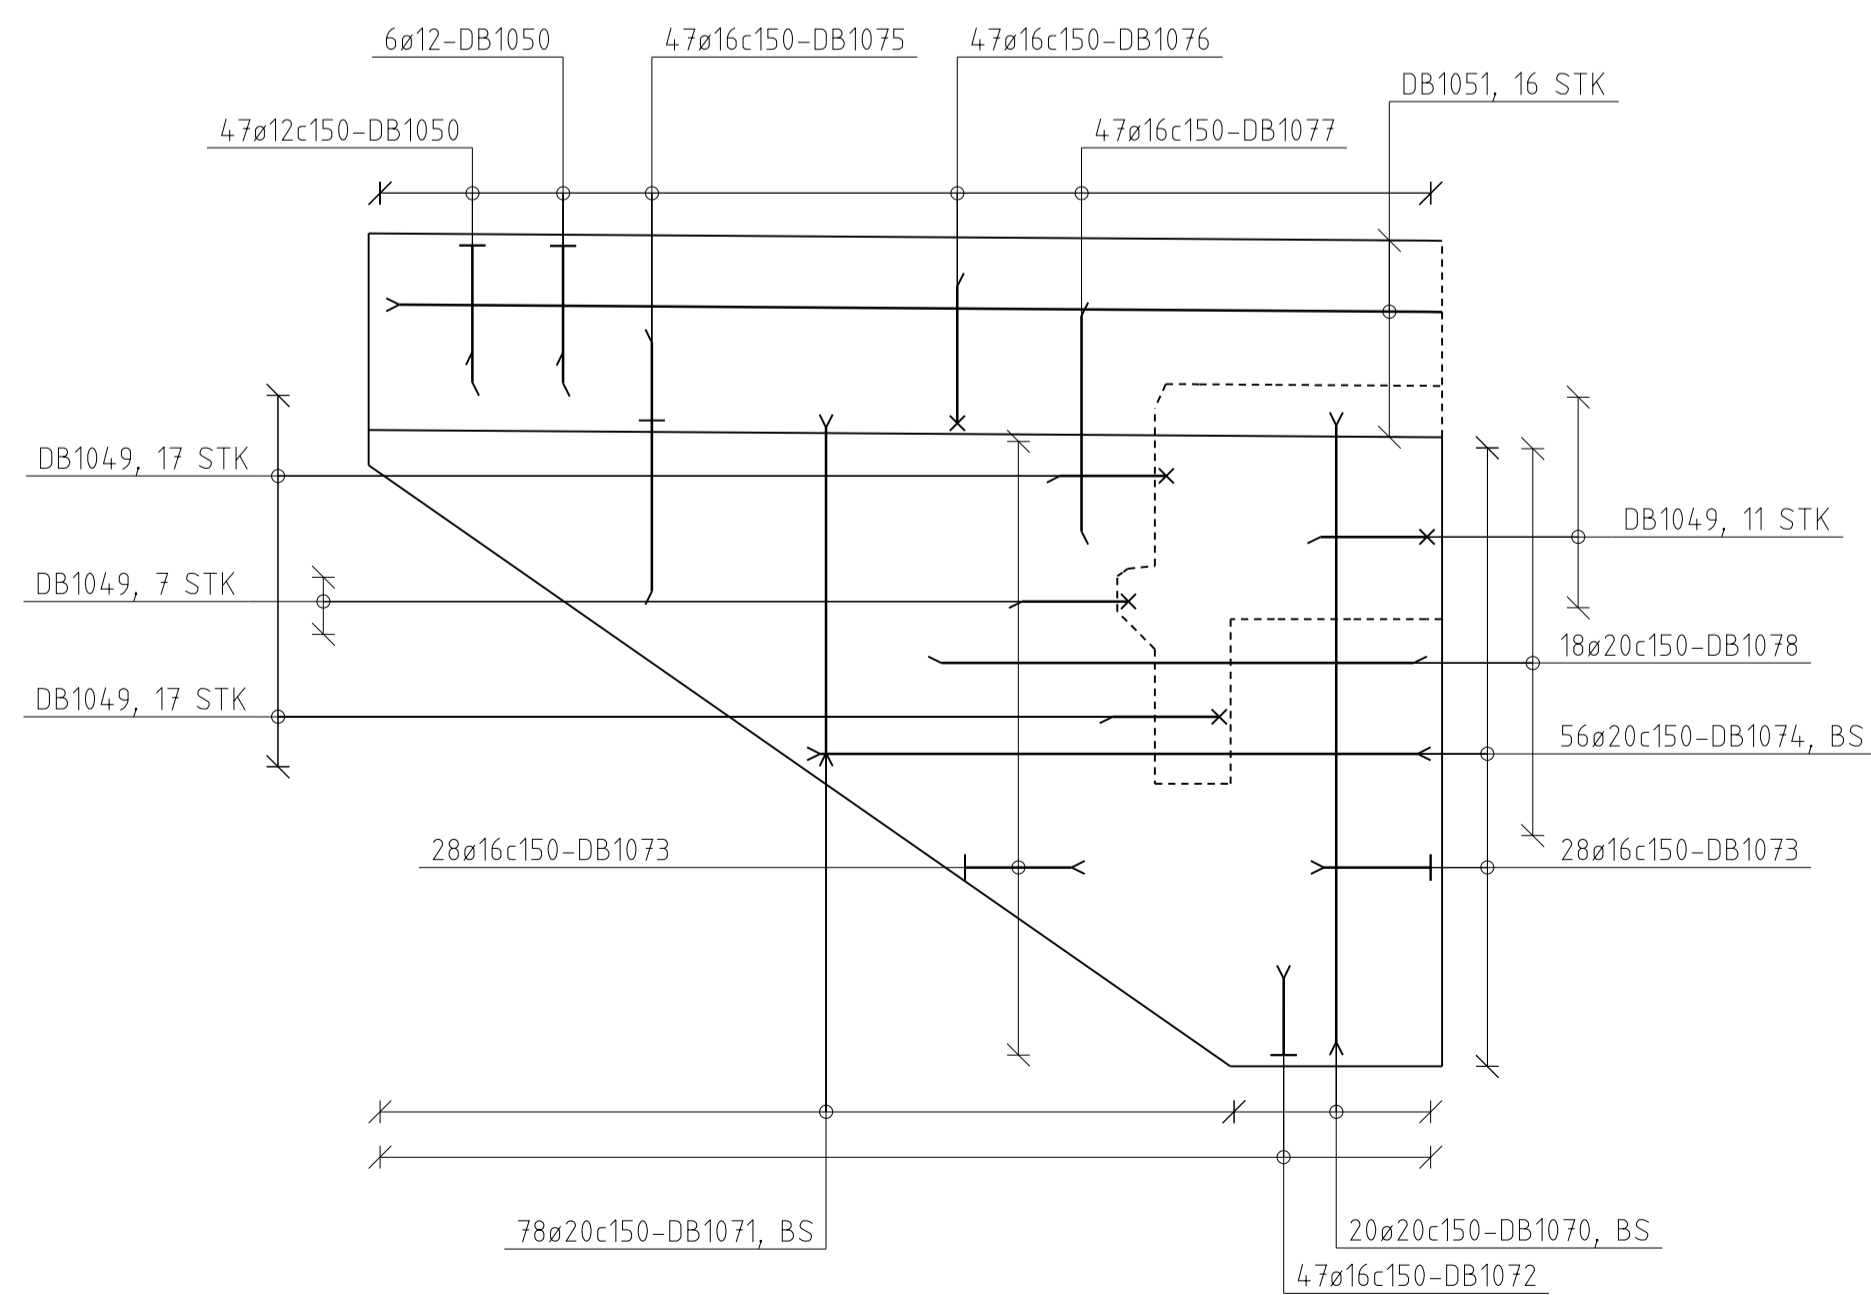 6ø12-DB1050
47ø16c150-DB1075
47ø16c150-DB1076
DB1051, 16 STK
47ø12c150-DB1050
47ø16c150-DB1077
DB1049, 17 STK
DB1049, 11 STK
DB1049, 7 STK
18ø20c150-DB1078
DB1049, 17 STK
56ø20c150-DB1074, BS
28ø16c150-DB1073
28ø16c150-DB1073
78ø20c150-DB1071, BS
20ø20c150-DB1070, BS
47ø16c150-DB1072